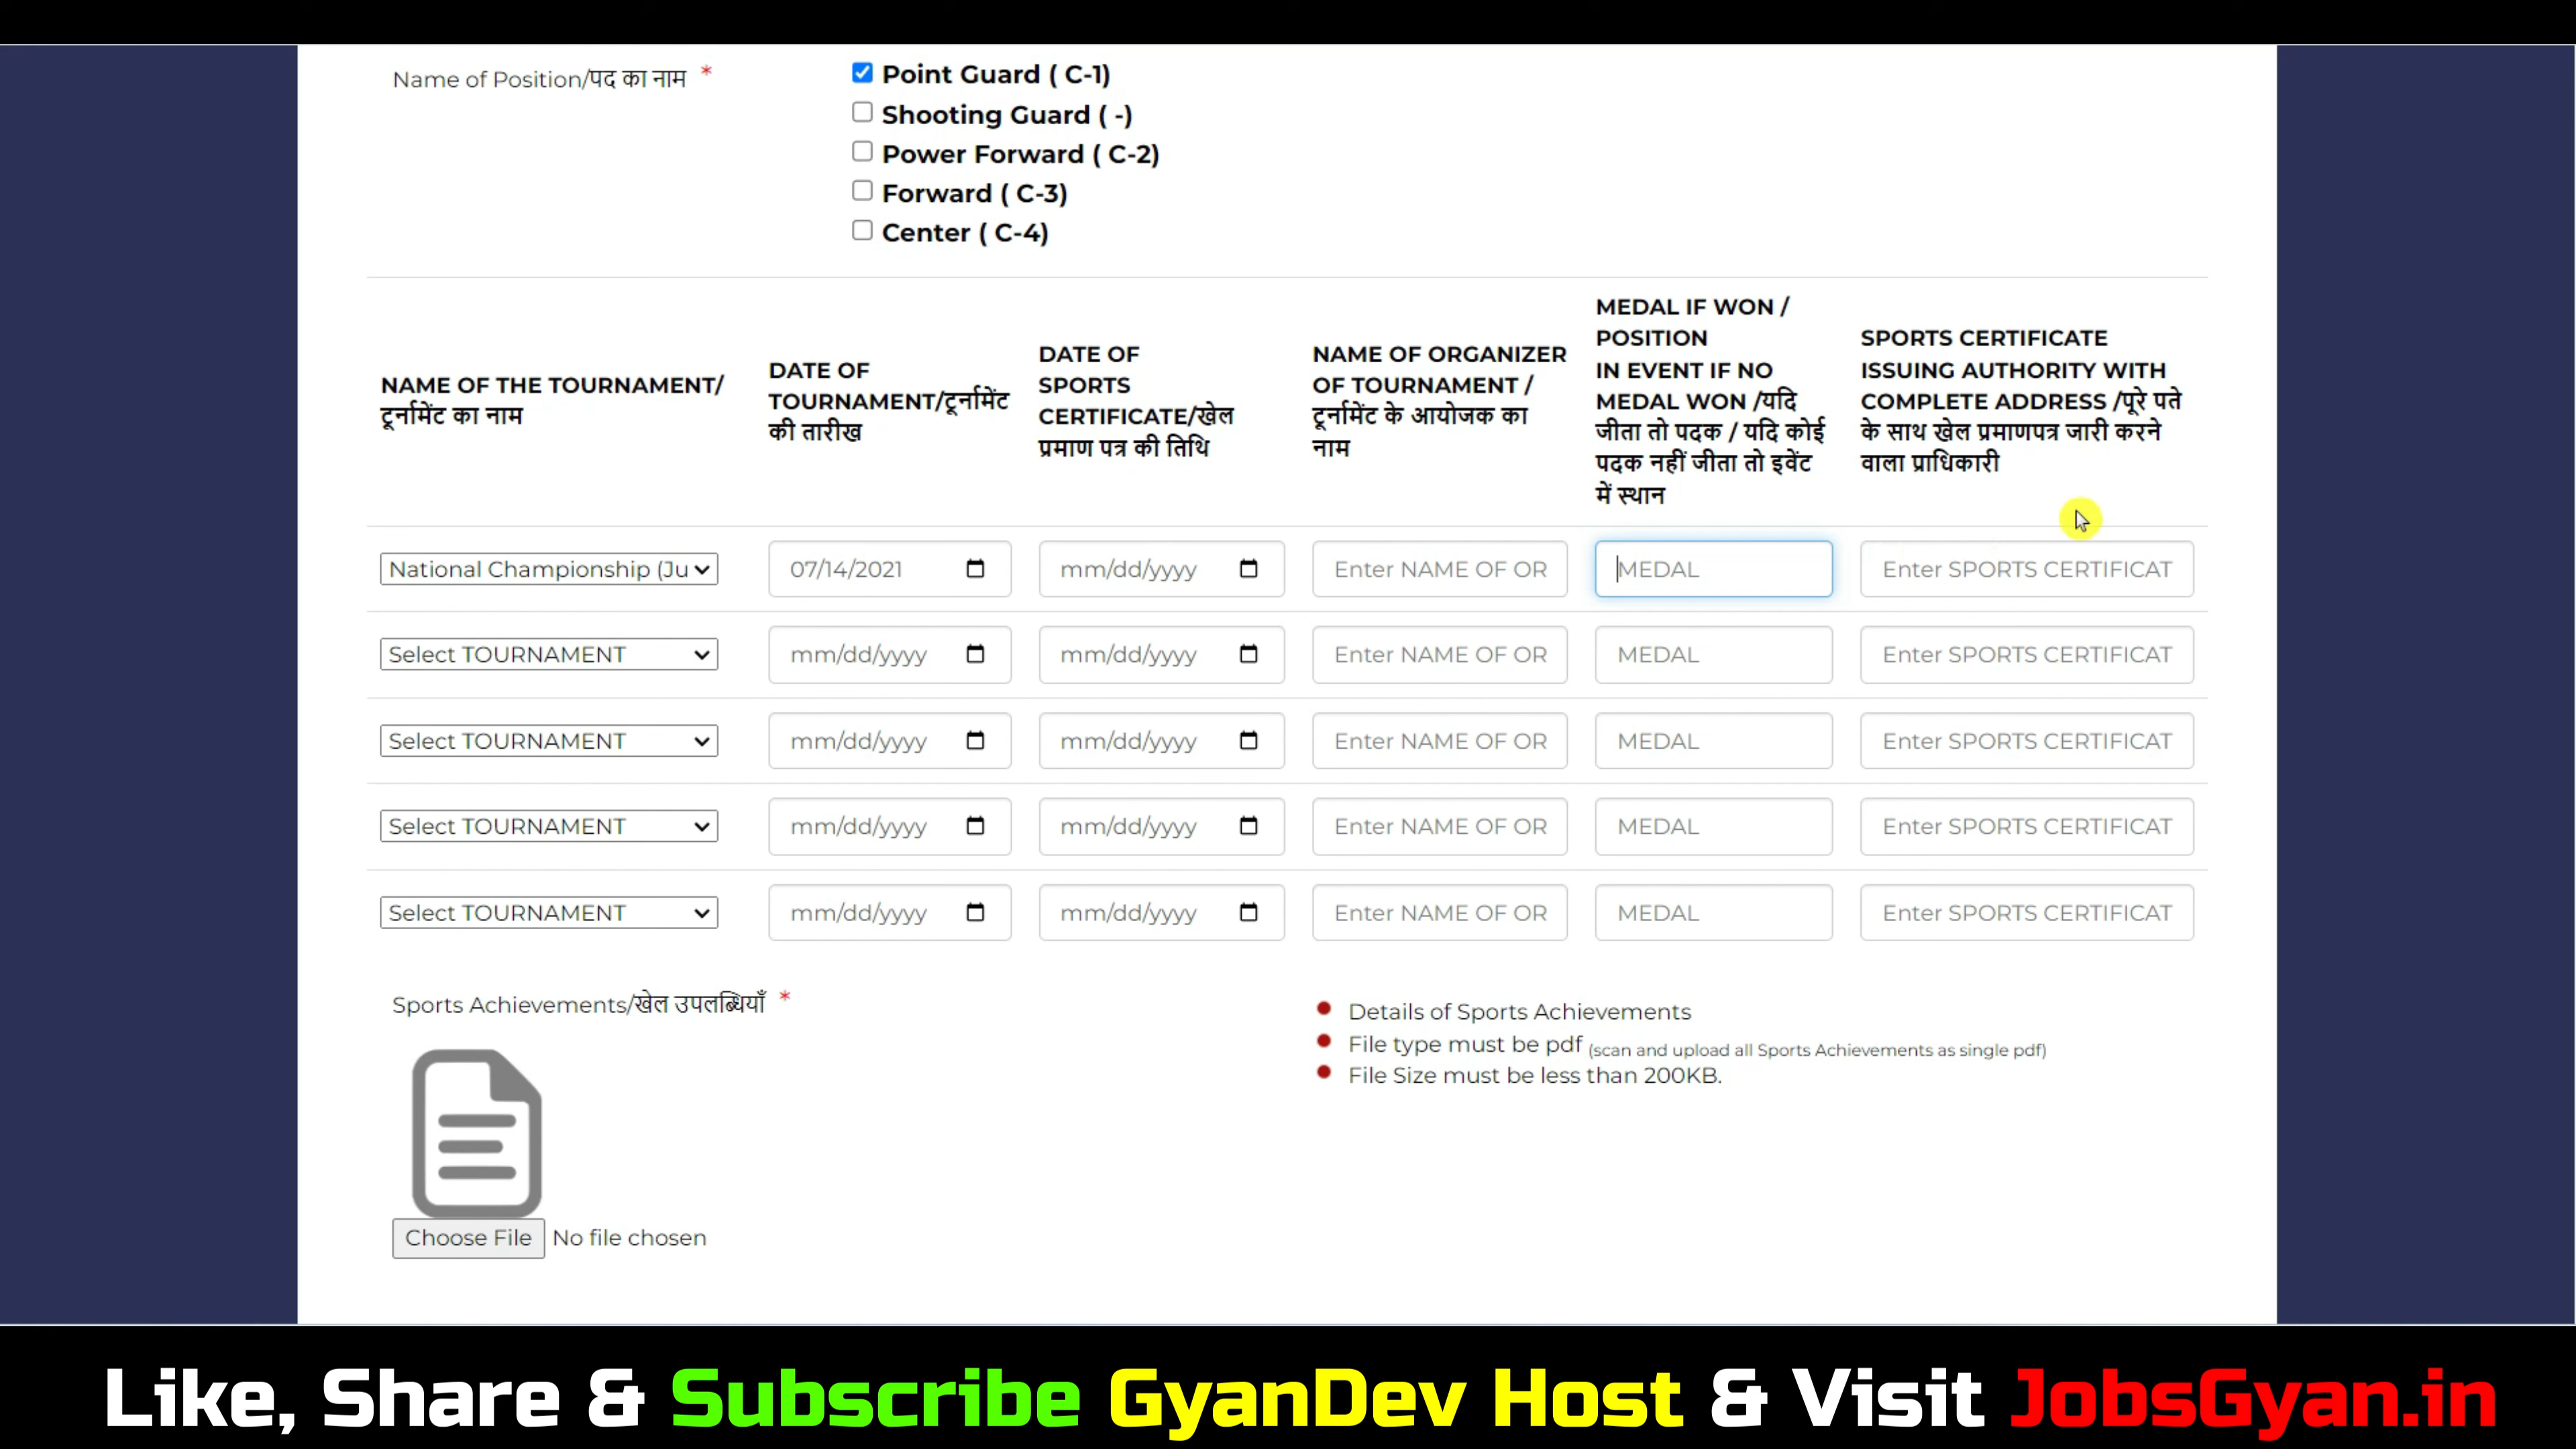 Name of Position/पद का नाम *
Point Guard ( C-1)
Shooting Guard ( -)
Power Forward ( C-2)
Forward ( C-3)
Center ( C-4)
NAME OF THE TOURNAMENT/
टूर्नामेंट का नाम
DATE OF
TOURNAMENT/टूर्नामेंट
की तारीख
DATE OF
SPORTS
CERTIFICATE/खेल
प्रमाण पत्र की तिथि
NAME OF ORGANIZER
OF TOURNAMENT /
टूर्नामेंट के आयोजक का
नाम
MEDAL IF WON /
POSITION
IN EVENT IF NO
MEDAL WON /यदि
जीता तो पदक / यदि कोई
पदक नहीं जीता तो इवेंट
में स्थान
SPORTS CERTIFICATE
ISSUING AUTHORITY WITH
COMPLETE ADDRESS /पूरे पते
के साथ खेल प्रमाणपत्र जारी करने
वाला प्राधिकारी
National Championship (Ju 07/14/2021 mm/dd/yyyy Enter NAME OF OR MEDAL Enter SPORTS CERTIFICAT
Select TOURNAMENT mm/dd/yyyy mm/dd/yyyy Enter NAME OF OR MEDAL Enter SPORTS CERTIFICAT
Select TOURNAMENT mm/dd/yyyy mm/dd/yyyy Enter NAME OF OR MEDAL Enter SPORTS CERTIFICAT
Select TOURNAMENT mm/dd/yyyy mm/dd/yyyy Enter NAME OF OR MEDAL Enter SPORTS CERTIFICAT
Select TOURNAMENT mm/dd/yyyy mm/dd/yyyy Enter NAME OF OR MEDAL Enter SPORTS CERTIFICAT
Sports Achievements/खेल उपलब्धियाँ *
Details of Sports Achievements
File type must be pdf (scan and upload all Sports Achievements as single pdf)
File Size must be less than 200KB.
Choose File No file chosen
Like, Share & Subscribe GyanDev Host & Visit JobsGyan.in